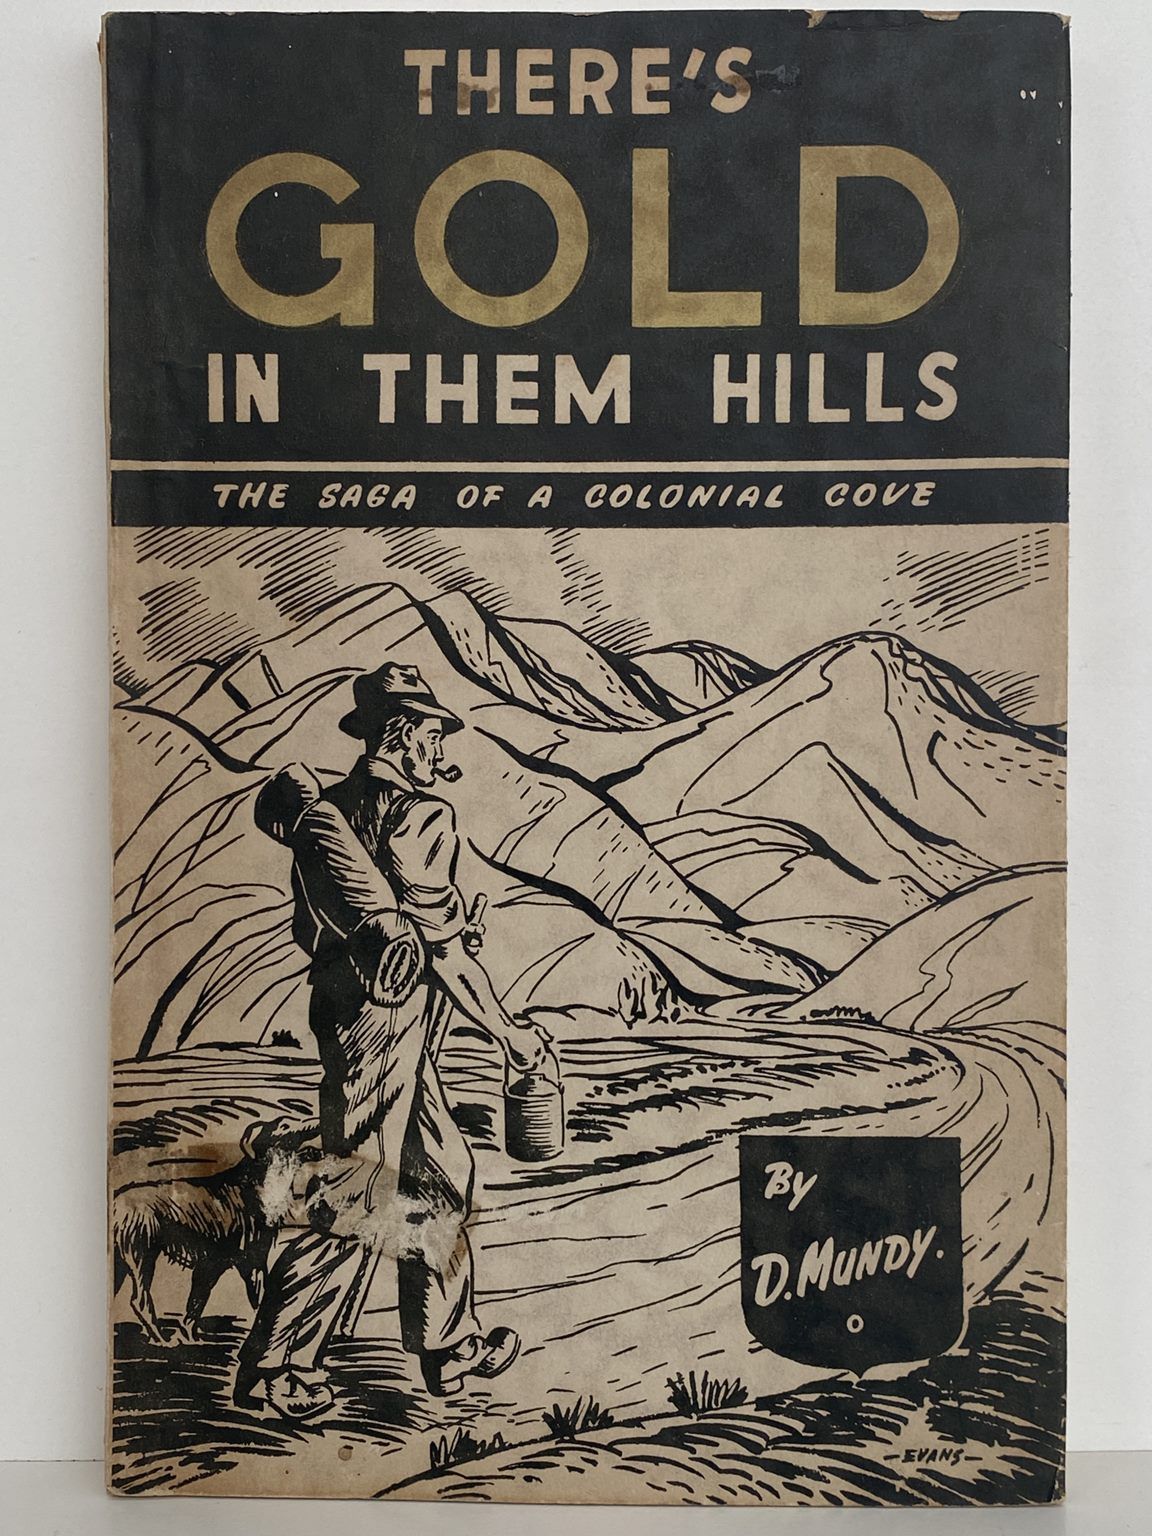 THERE'S
GOLD
IN THEM HILLS
THE SAGA OF A COLONIAL COVE
By
D. MUNDY.
-EVANS-